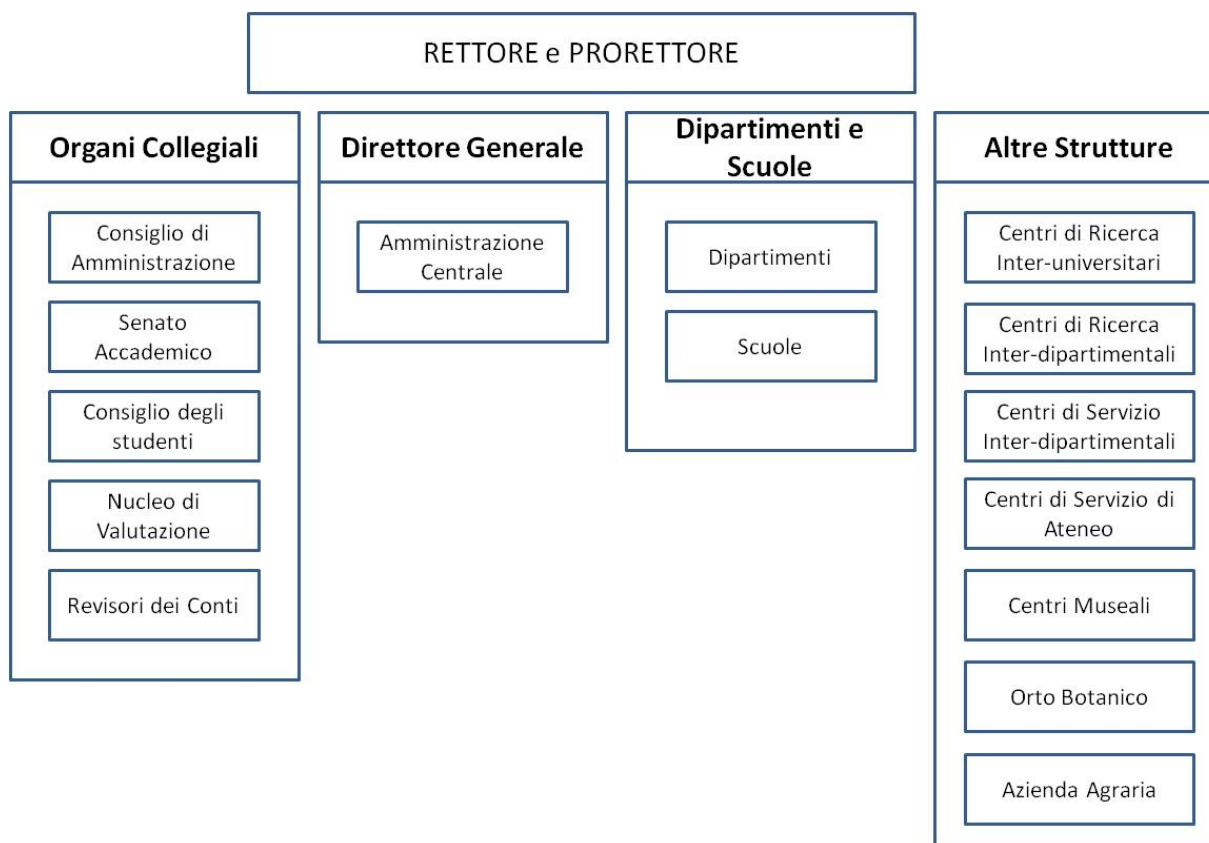 RETTORE e PRORETTORE
Organi Collegiali
Consiglio di
Amministrazione
Senato
Accademico
Consiglio degli
studenti
Nucleo di
Valutazione
Revisori dei Conti
Direttore Generale
Amministrazione
Centrale
Dipartimenti e
Scuole
Dipartimenti
Scuole
Altre Strutture
Centri di Ricerca
Inter-universitari
Centri di Ricerca
Inter-dipartimentali
Centri di Servizio
Inter-dipartimentali
Centri di Servizio di
Ateneo
Centri Museali
Orto Botanico
Azienda Agraria